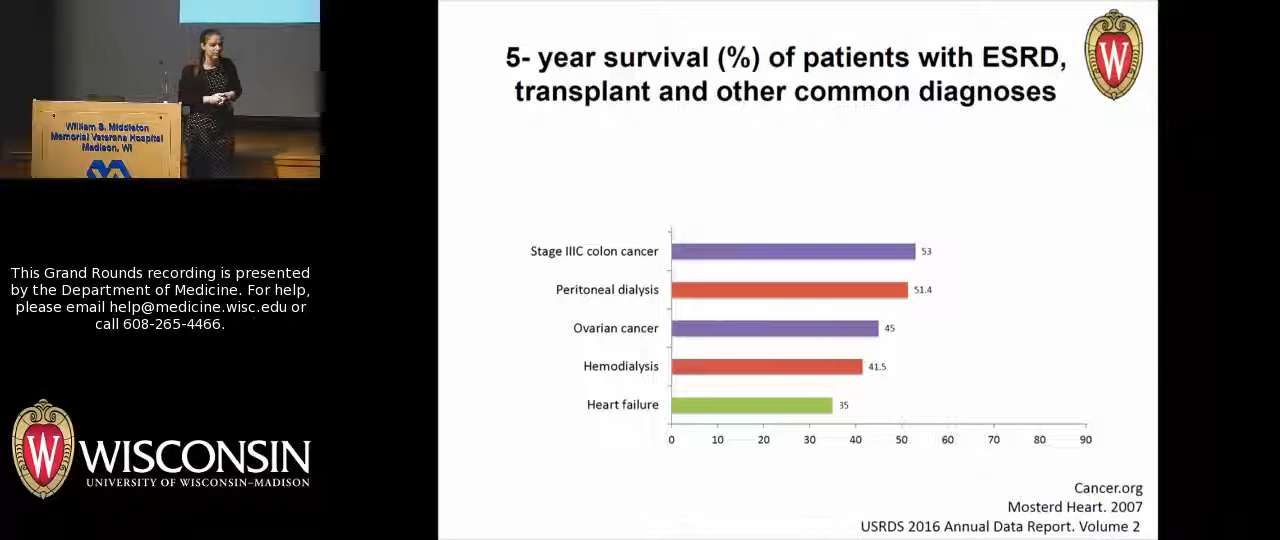 William S. Middleton
Memorial Veterans Hospital
Madison, WI
This Grand Rounds recording is presented
by the Department of Medicine. For help,
please email help@medicine.wisc.edu or
call 608-265-4466.
W
WISCONSIN
UNIVERSITY OF WISCONSIN–MADISON
5- year survival (%) of patients with ESRD,
transplant and other common diagnoses
W
Stage IIIC colon cancer 53
Peritoneal dialysis 51.4
Ovarian cancer 45
Hemodialysis 41.5
Heart failure 35
0 10 20 30 40 50 60 70 80 90
Cancer.org
Mosterd Heart. 2007
USRDS 2016 Annual Data Report. Volume 2